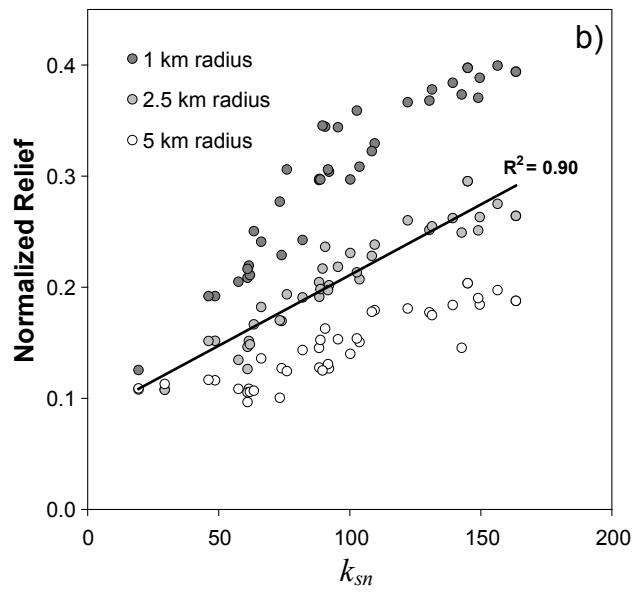 b)
0.4
1 km radius
2.5 km radius
5 km radius
R² = 0.90
0.3
Normalized Relief
0.2
0.1
0.0
0 50 100 150 200
ksn